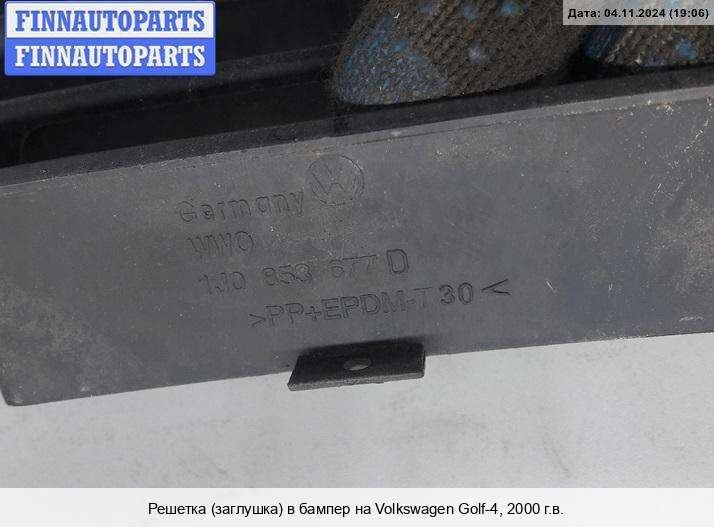 FINNAUTOPARTS
FINNAUTOPARTS
Дата: 04.11.2024 (19:06)
Germany
WWO
1J0 853 677 D
>PP+EPDM-T30<
Решетка (заглушка) в бампер на Volkswagen Golf-4, 2000 г.в.